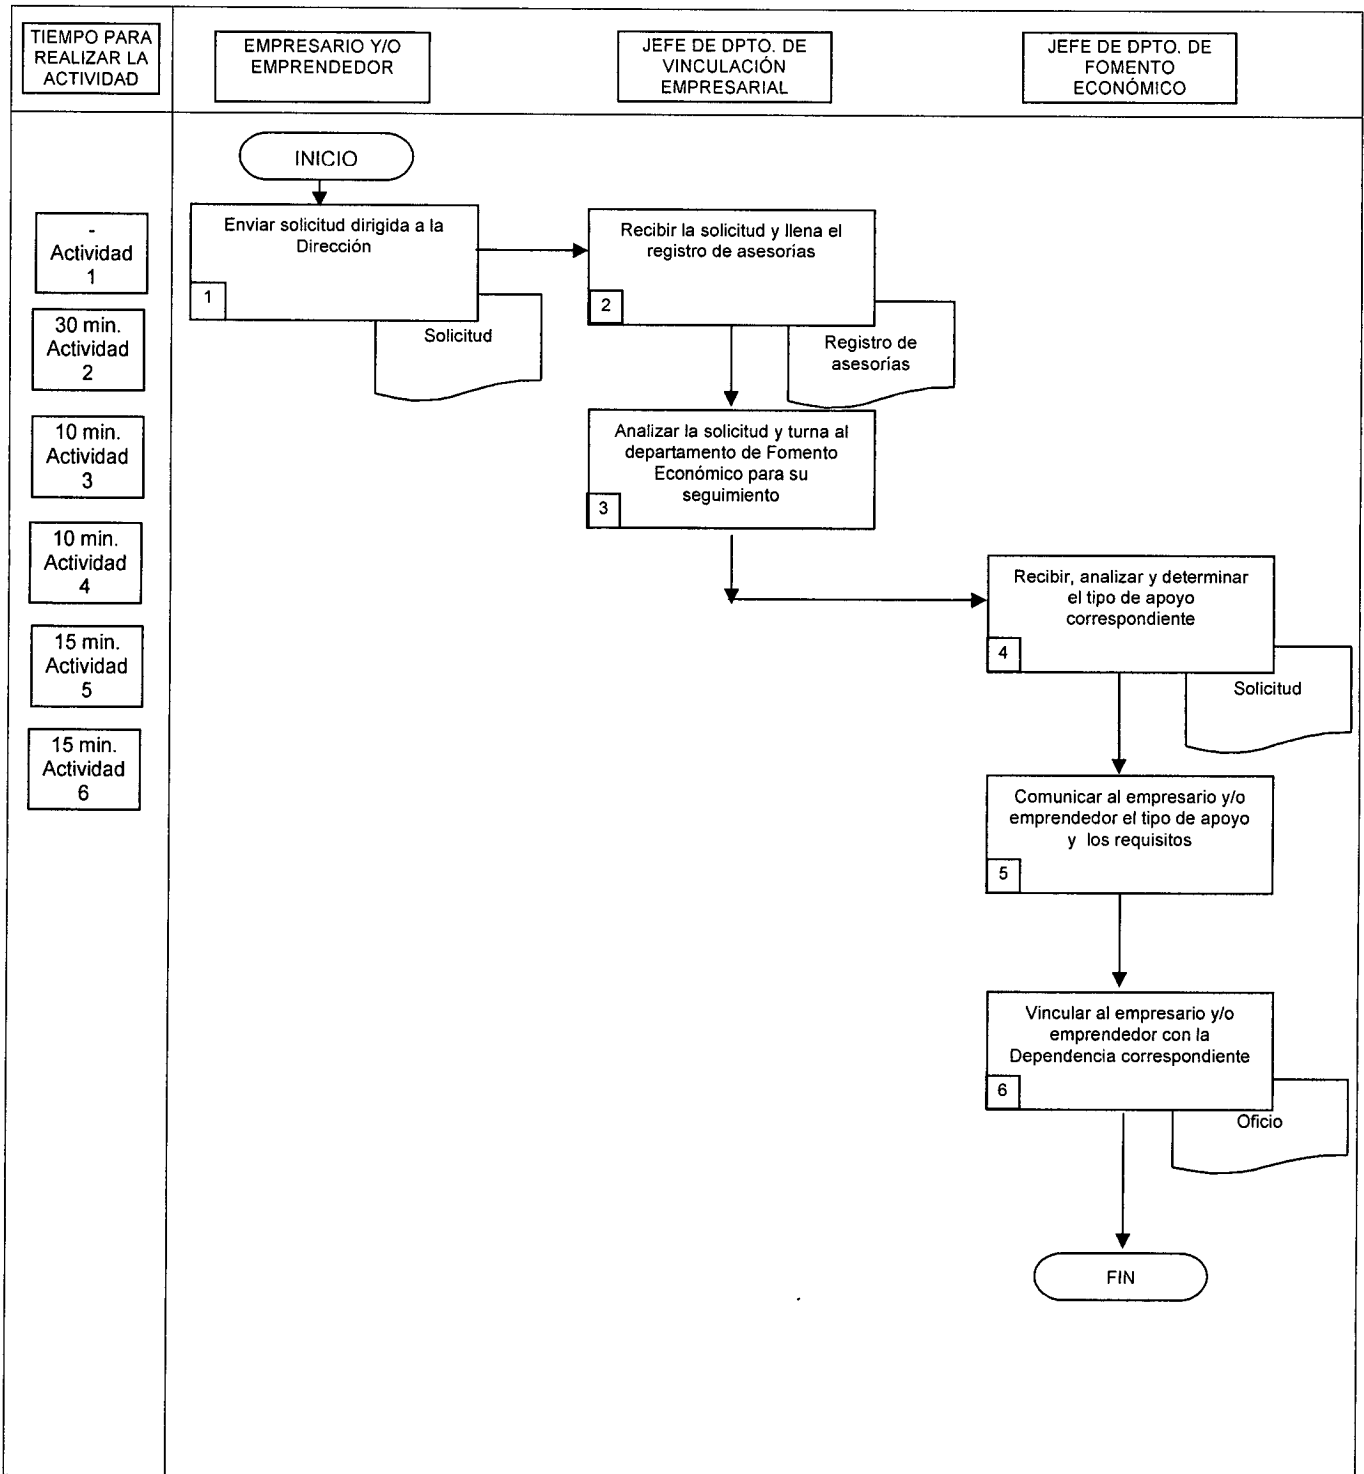 TIEMPO PARA
REALIZAR LA
ACTIVIDAD
EMPRESARIO Y/O
EMPRENDEDOR
JEFE DE DPTO. DE
VINCULACIÓN
EMPRESARIAL
JEFE DE DPTO. DE
FOMENTO
ECONÓMICO
INICIO
-
Actividad
1
Enviar solicitud dirigida a la
Dirección
1
Solicitud
Recibir la solicitud y llena el
registro de asesorías
2
Registro de
asesorías
30 min.
Actividad
2
10 min.
Actividad
3
Analizar la solicitud y turna al
departamento de Fomento
Económico para su
seguimiento
3
10 min.
Actividad
4
Recibir, analizar y determinar
el tipo de apoyo
correspondiente
4
Solicitud
15 min.
Actividad
5
15 min.
Actividad
6
Comunicar al empresario y/o
emprendedor el tipo de apoyo
y los requisitos
5
Vincular al empresario y/o
emprendedor con la
Dependencia correspondiente
6
Oficio
FIN